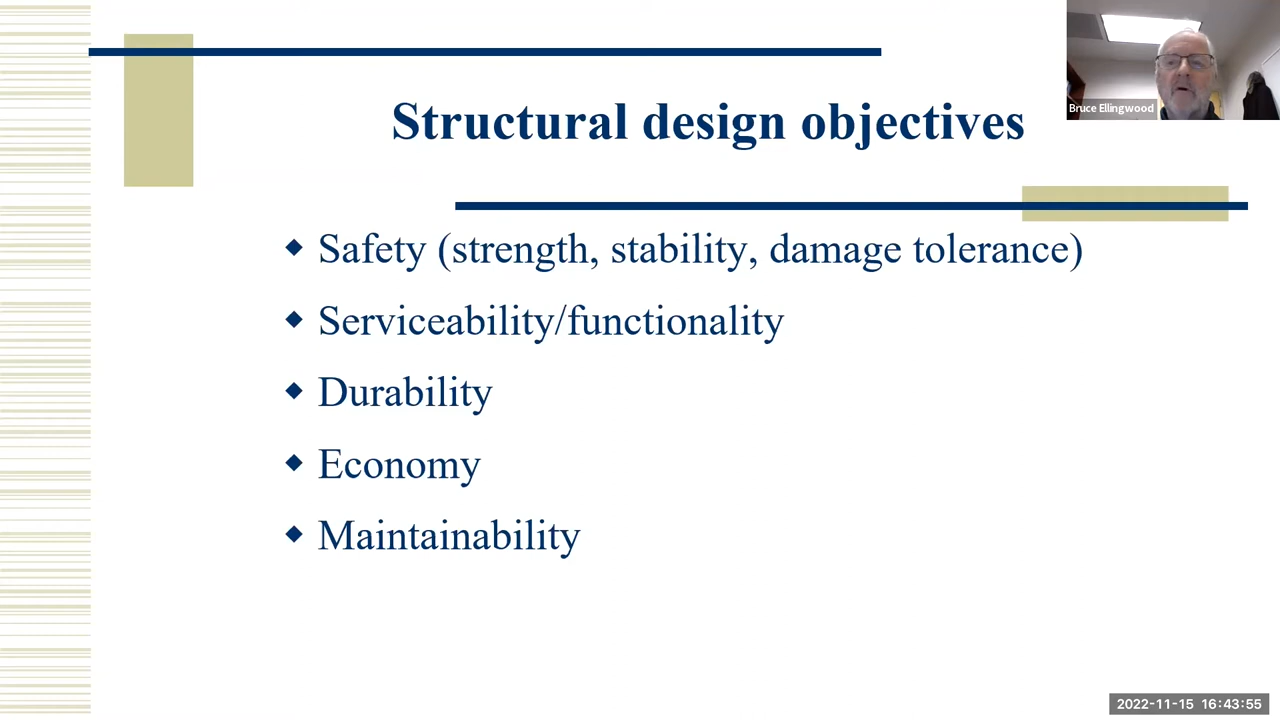 Bruce Ellingwood
Structural design objectives
Safety (strength, stability, damage tolerance)
Serviceability/functionality
Durability
Economy
Maintainability
2022-11-15 16:43:55